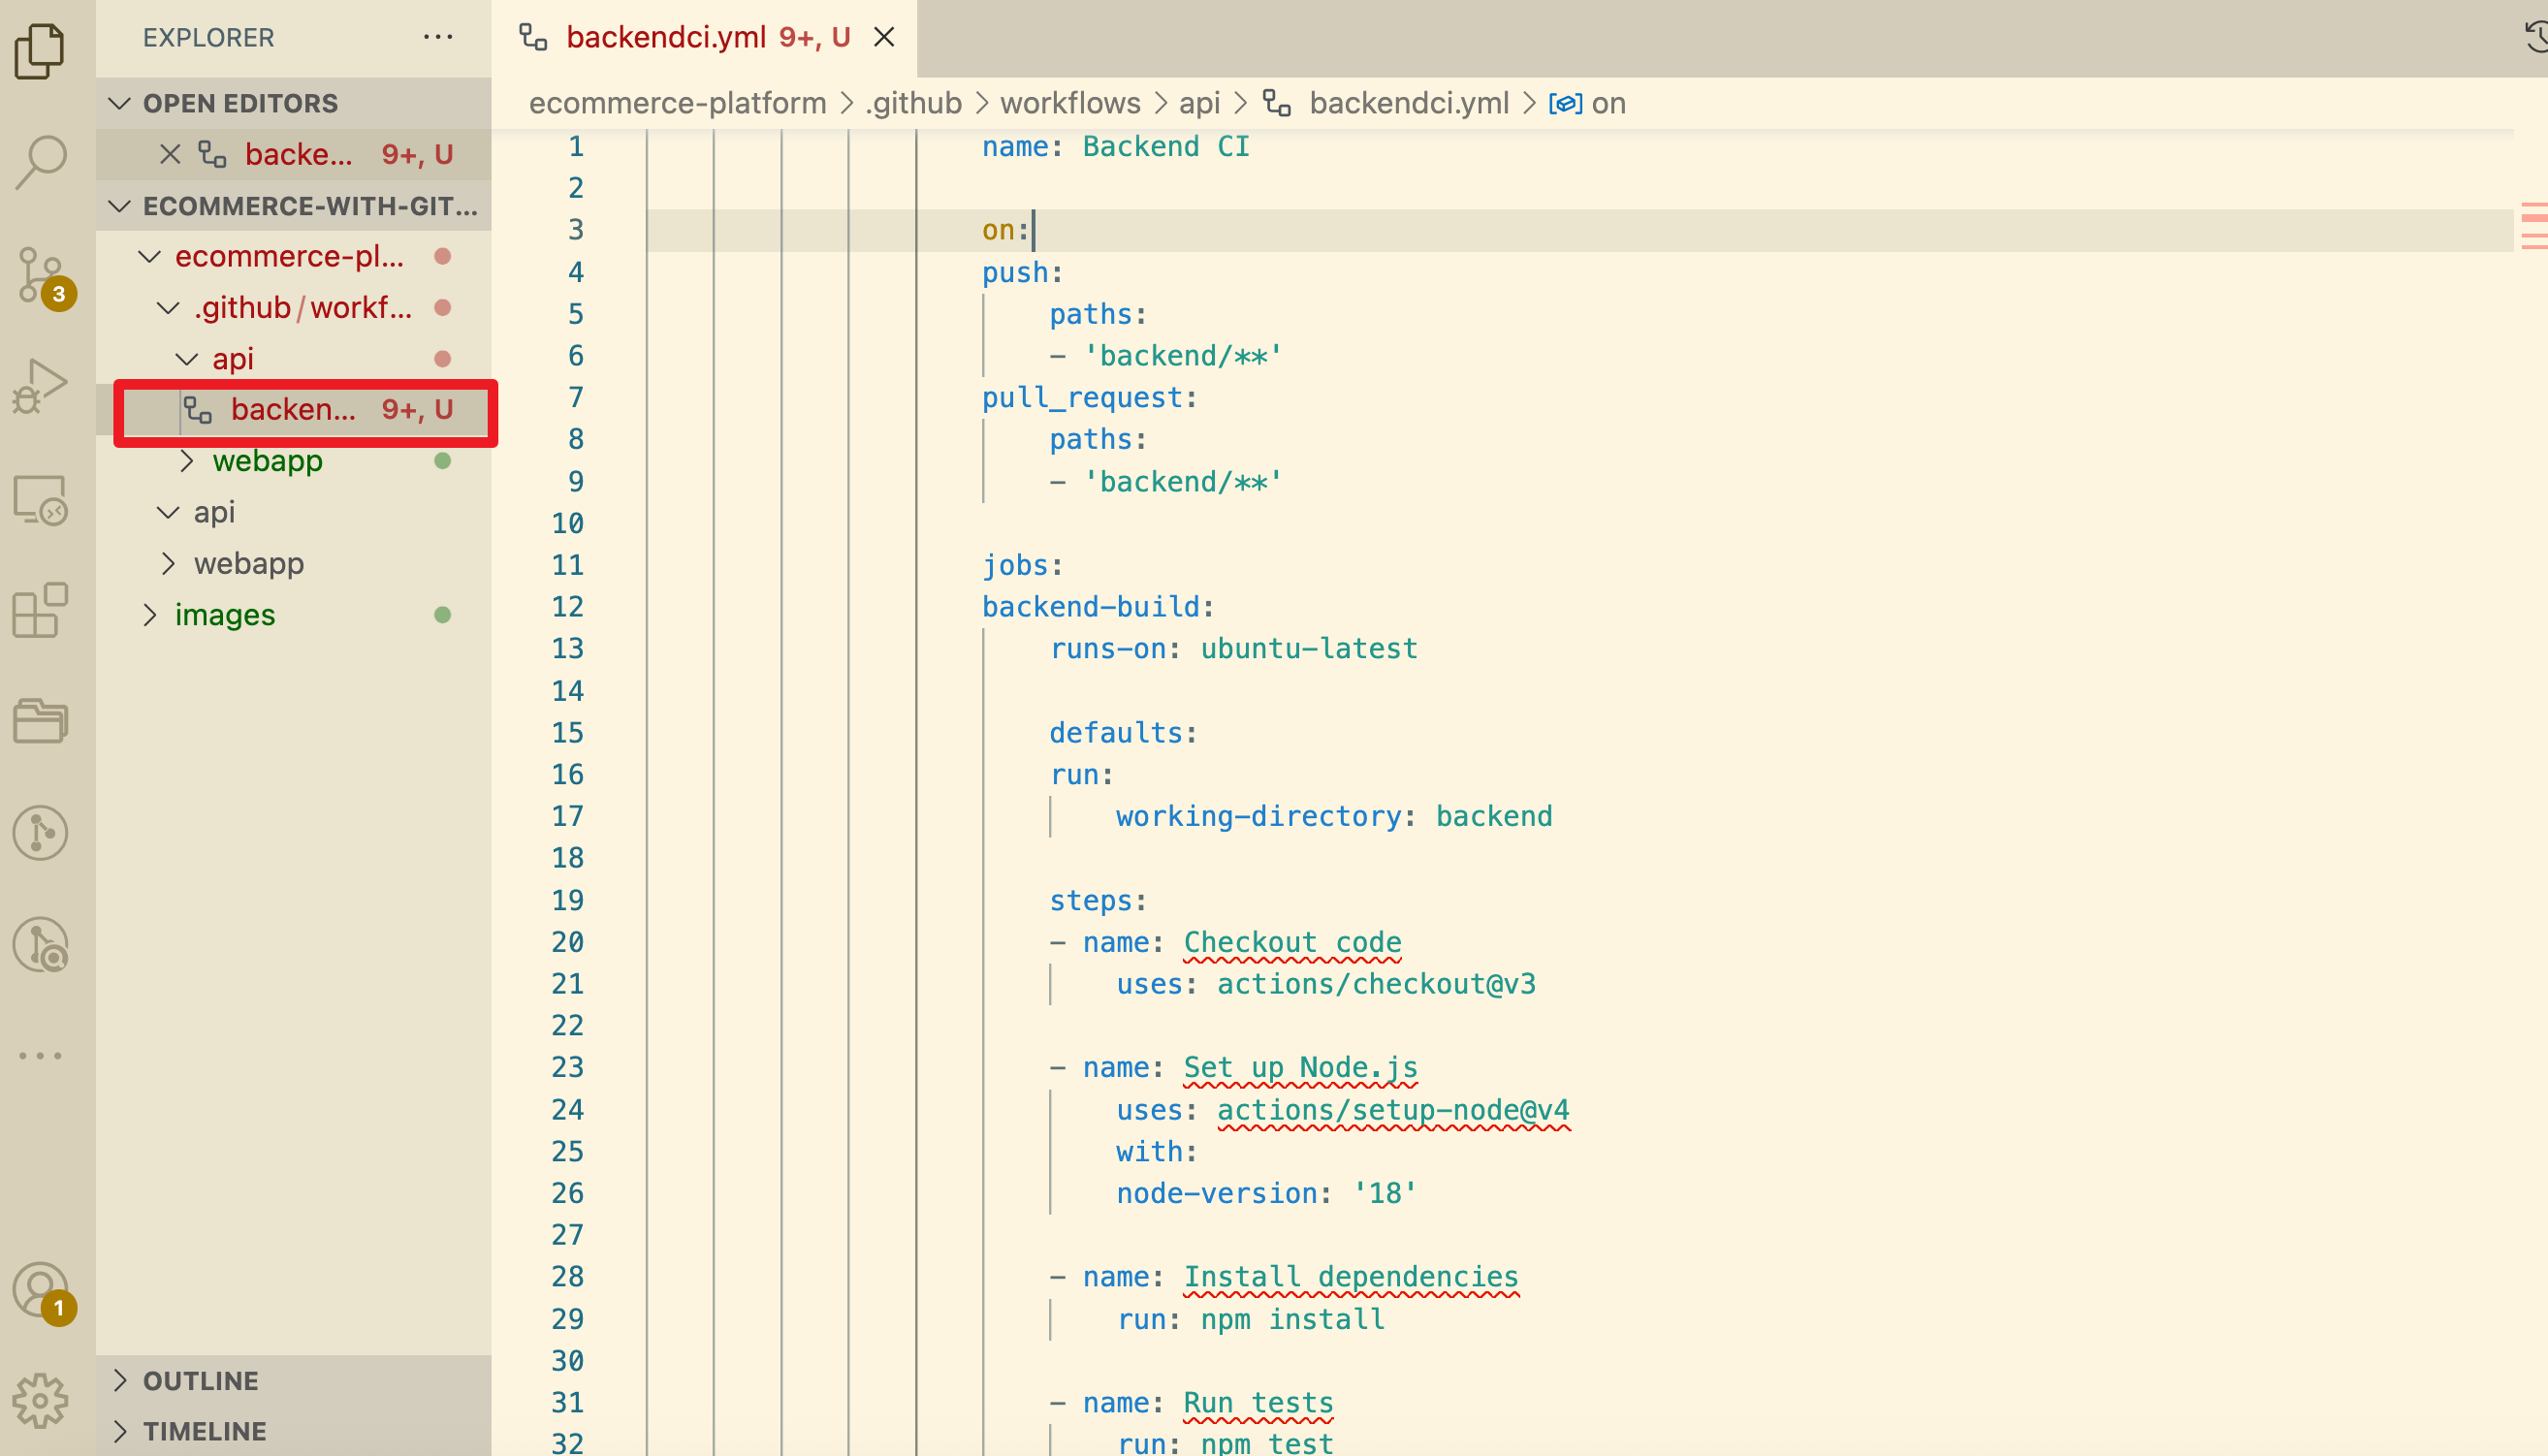 EXPLORER
OPEN EDITORS
backe... 9+, U
ECOMMERCE-WITH-GIT...
ecommerce-pl...
.github/workf...
api
backen... 9+, U
webapp
api
webapp
images
3
1
OUTLINE
TIMELINE
backendci.yml 9+, U
ecommerce-platform > .github > workflows > api > backendci.yml > on
1 name: Backend CI
2
3 on:
4 push:
5 paths:
6 - 'backend/**'
7 pull_request:
8 paths:
9 - 'backend/**'
10
11 jobs:
12 backend-build:
13 runs-on: ubuntu-latest
14
15 defaults:
16 run:
17 working-directory: backend
18
19 steps:
20 - name: Checkout code
21 uses: actions/checkout@v3
22
23 - name: Set up Node.js
24 uses: actions/setup-node@v4
25 with:
26 node-version: '18'
27
28 - name: Install dependencies
29 run: npm install
30
31 - name: Run tests
32 run: npm test